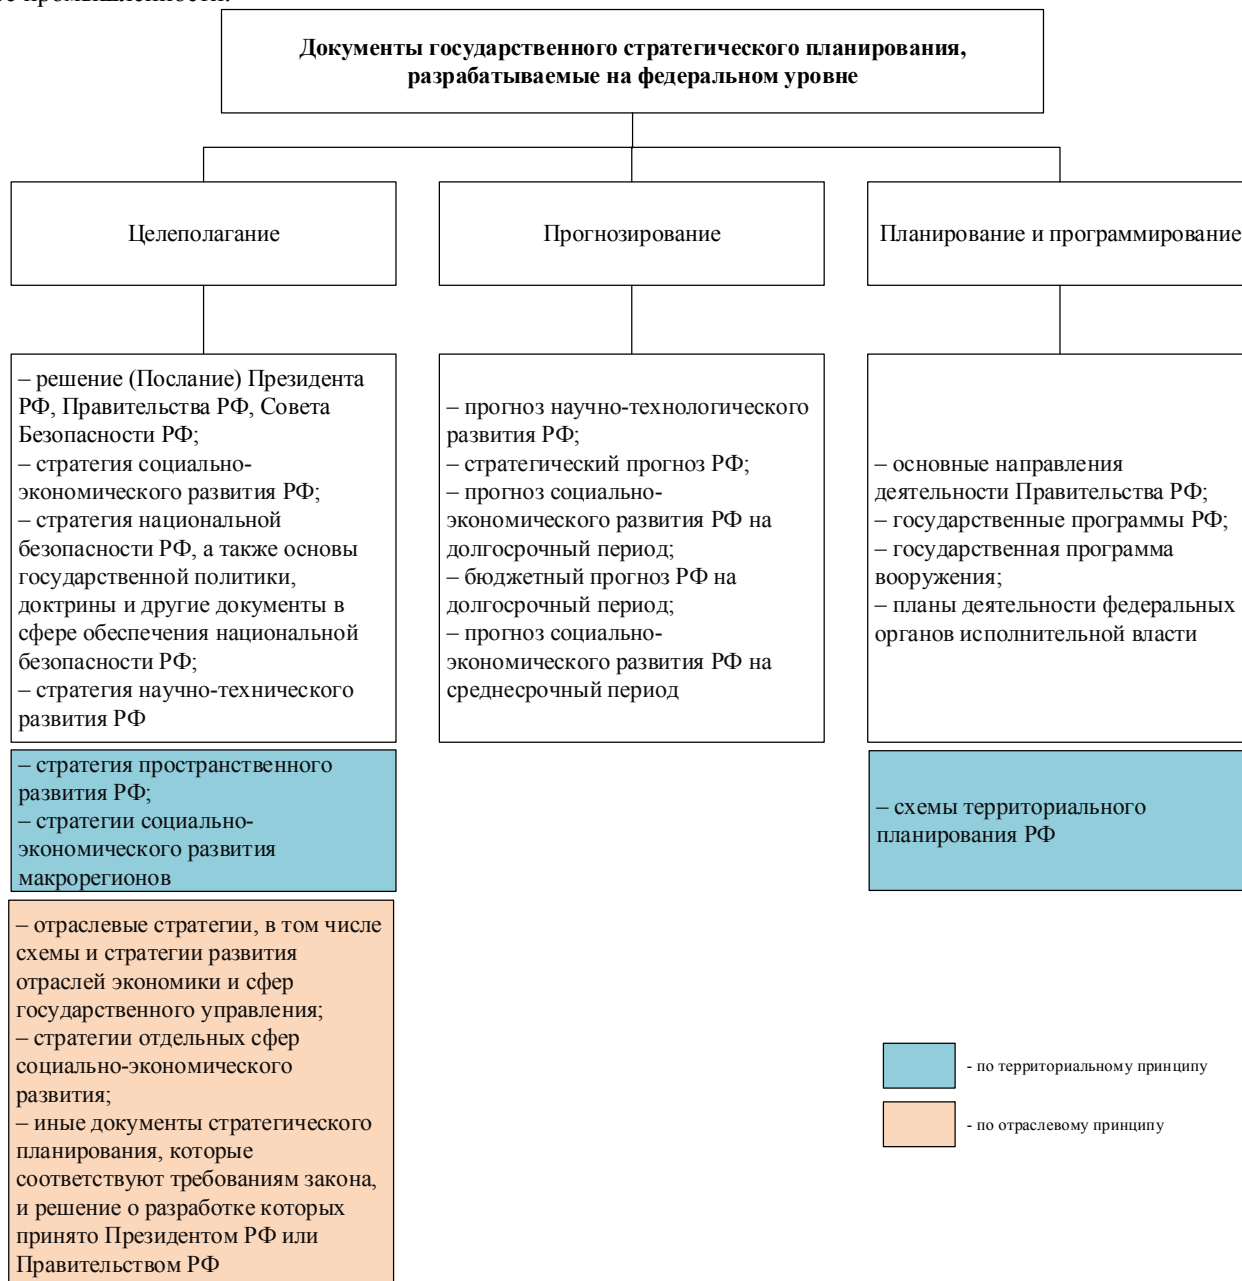 промышленности.
Документы государственного стратегического планирования,
разрабатываемые на федеральном уровне
Целеполагание
Прогнозирование
Планирование и программирование
– решение (Послание) Президента
РФ, Правительства РФ, Совета
Безопасности РФ;
– стратегия социально-
экономического развития РФ;
– стратегия национальной
безопасности РФ, а также основы
государственной политики,
доктрины и другие документы в
сфере обеспечения национальной
безопасности РФ;
– стратегия научно-технического
развития РФ
– прогноз научно-технологического
развития РФ;
– стратегический прогноз РФ;
– прогноз социально-
экономического развития РФ на
долгосрочный период;
– бюджетный прогноз РФ на
долгосрочный период;
– прогноз социально-
экономического развития РФ на
среднесрочный период
– основные направления
деятельности Правительства РФ;
– государственные программы РФ;
– государственная программа
вооружения;
– планы деятельности федеральных
органов исполнительной власти
– стратегия пространственного
развития РФ;
– стратегии социально-
экономического развития
макрорегионов
– схемы территориального
планирования РФ
– отраслевые стратегии, в том числе
схемы и стратегии развития
отраслей экономики и сфер
государственного управления;
– стратегии отдельных сфер
социально-экономического
развития;
– иные документы стратегического
планирования, которые
соответствуют требованиям закона,
и решение о разработке которых
принято Президентом РФ или
Правительством РФ
- по территориальному принципу
- по отраслевому принципу